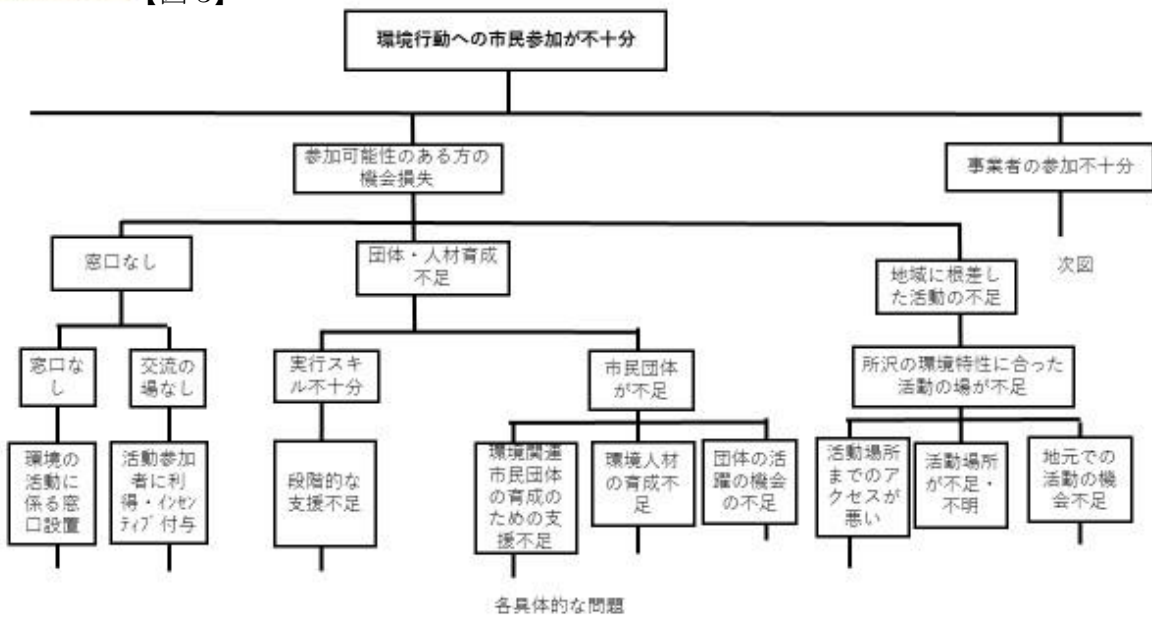 環境行動への市民参加が不十分
参加可能性のある方の
機会損失
事業者の参加不十分
窓口なし
団体・人材育成
不足
地域に根差し
た活動の不足
次図
窓口な
し
交流の
場なし
実行スキ
ル不十分
市民団体
が不足
所沢の環境特性に合った
活動の場が不足
環境の
活動に
係る窓
口設置
活動参加
者に利
得・インセン
ティブ付与
段階的な
支援不足
環境関連
市民団体
の育成の
ための支
援不足
環境人材
の育成不
足
団体の活
躍の機会
の不足
活動場所
までのアク
セスが
悪い
活動場所
が不足・
不明
地元での
活動の機
会不足
各具体的な問題